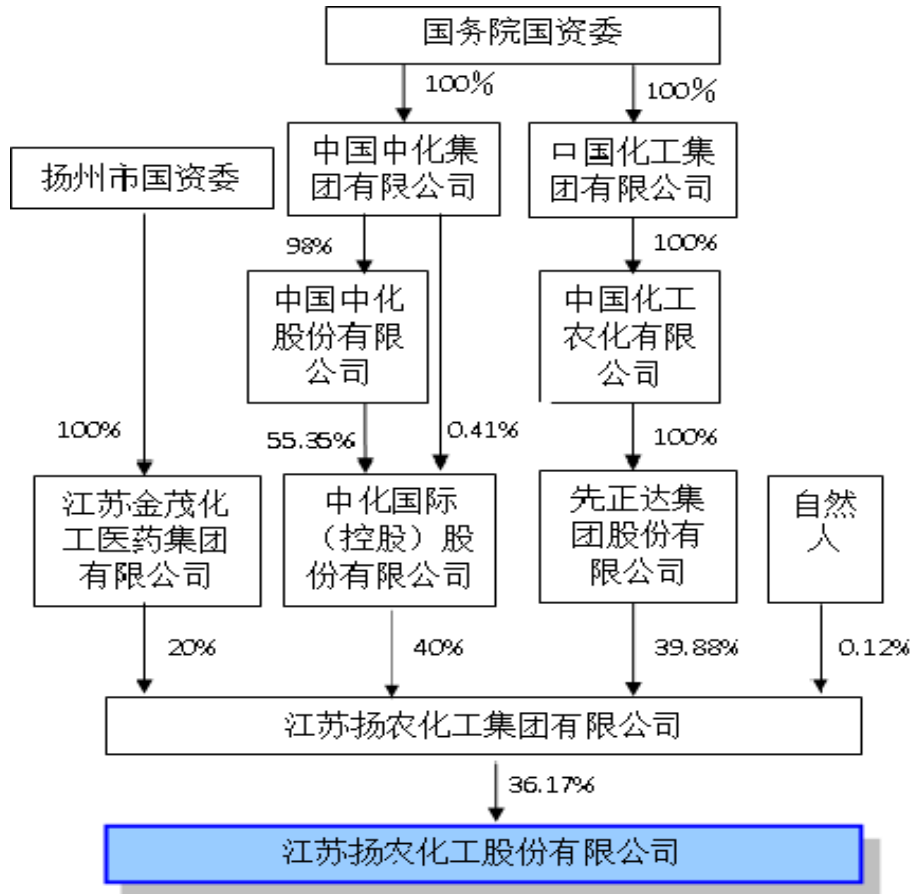 国务院国资委
100%
100%
扬州市国资委
中国中化集
团有限公司
中国化工集
团有限公司
98%
100%
中国中化
股份有限
公司
中国化工
农化有限
公司
100%
55.35%
0.41%
100%
江苏金茂化
工医药集团
有限公司
中化国际
（控股）股
份有限公司
先正达集
团股份有
限公司
自然
人
20%
40%
39.88%
0.12%
江苏扬农化工集团有限公司
36.17%
江苏扬农化工股份有限公司